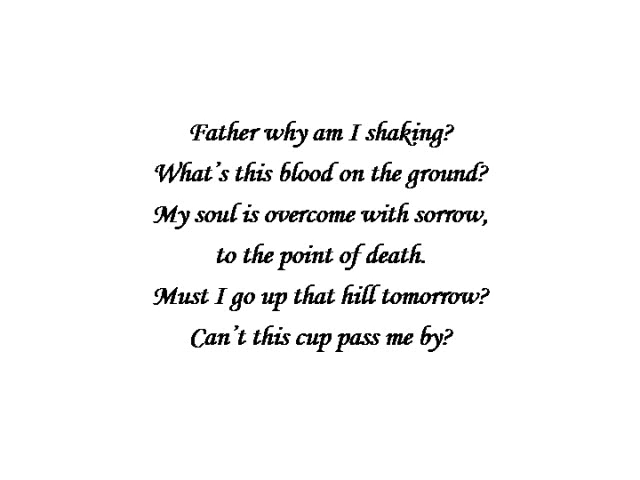 Father why am I shaking?
What's this blood on the ground?
My soul is overcome with sorrow,
to the point of death.
Must I go up that hill tomorrow?
Can't this cup pass me by?